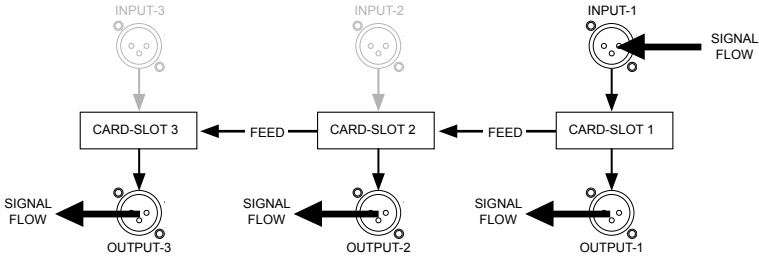 INPUT-3
INPUT-2
INPUT-1
SIGNAL
FLOW
CARD-SLOT 3
FEED
CARD-SLOT 2
FEED
CARD-SLOT 1
SIGNAL
FLOW
SIGNAL
FLOW
SIGNAL
FLOW
OUTPUT-3
OUTPUT-2
OUTPUT-1